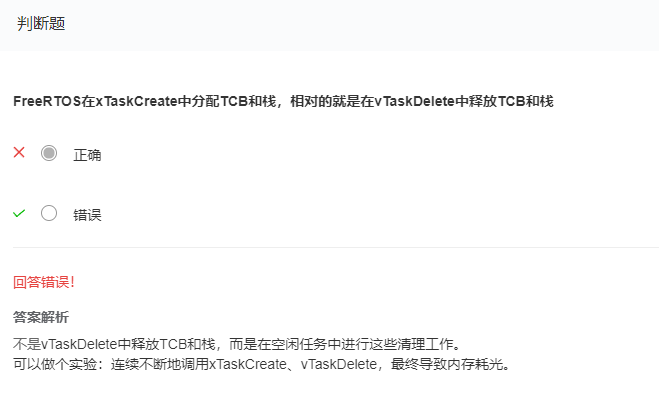 判断题
FreeRTOS在xTaskCreate中分配TCB和栈，相对的就是在vTaskDelete中释放TCB和栈
正确
错误
回答错误！
答案解析
不是vTaskDelete中释放TCB和栈，而是在空闲任务中进行这些清理工作。
可以做个实验：连续不断地调用xTaskCreate、vTaskDelete，最终导致内存耗光。